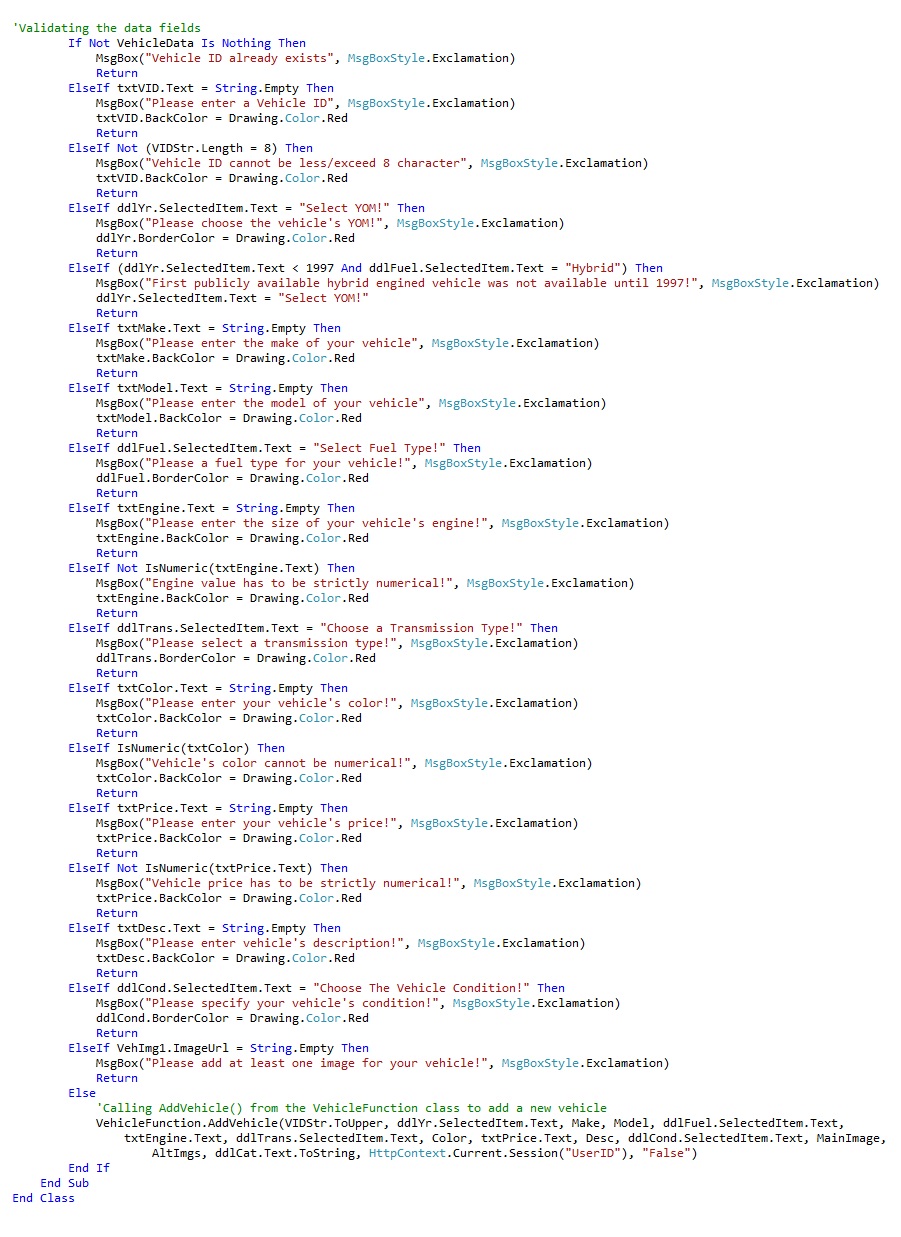 'Validating the data fields
If Not VehicleData Is Nothing Then
MsgBox("Vehicle ID already exists", MsgBoxStyle.Exclamation)
Return
ElseIf txtVID.Text = String.Empty Then
MsgBox("Please enter a Vehicle ID", MsgBoxStyle.Exclamation)
txtVID.BackColor = Drawing.Color.Red
Return
ElseIf Not (VIDStr.Length = 8) Then
MsgBox("Vehicle ID cannot be less/exceed 8 character", MsgBoxStyle.Exclamation)
txtVID.BackColor = Drawing.Color.Red
Return
ElseIf ddlYr.SelectedItem.Text = "Select YOM!" Then
MsgBox("Please choose the vehicle's YOM!", MsgBoxStyle.Exclamation)
ddlYr.BorderColor = Drawing.Color.Red
Return
ElseIf (ddlYr.SelectedItem.Text < 1997 And ddlFuel.SelectedItem.Text = "Hybrid") Then
MsgBox("First publicly available hybrid engined vehicle was not available until 1997!", MsgBoxStyle.Exclamation)
ddlYr.SelectedItem.Text = "Select YOM!"
Return
ElseIf txtMake.Text = String.Empty Then
MsgBox("Please enter the make of your vehicle", MsgBoxStyle.Exclamation)
txtMake.BackColor = Drawing.Color.Red
Return
ElseIf txtModel.Text = String.Empty Then
MsgBox("Please enter the model of your vehicle", MsgBoxStyle.Exclamation)
txtModel.BackColor = Drawing.Color.Red
Return
ElseIf ddlFuel.SelectedItem.Text = "Select Fuel Type!" Then
MsgBox("Please a fuel type for your vehicle!", MsgBoxStyle.Exclamation)
ddlFuel.BorderColor = Drawing.Color.Red
Return
ElseIf txtEngine.Text = String.Empty Then
MsgBox("Please enter the size of your vehicle's engine!", MsgBoxStyle.Exclamation)
txtEngine.BackColor = Drawing.Color.Red
Return
ElseIf Not IsNumeric(txtEngine.Text) Then
MsgBox("Engine value has to be strictly numerical!", MsgBoxStyle.Exclamation)
txtEngine.BackColor = Drawing.Color.Red
Return
ElseIf ddlTrans.SelectedItem.Text = "Choose a Transmission Type!" Then
MsgBox("Please select a transmission type!", MsgBoxStyle.Exclamation)
ddlTrans.BorderColor = Drawing.Color.Red
Return
ElseIf txtColor.Text = String.Empty Then
MsgBox("Please enter your vehicle's color!", MsgBoxStyle.Exclamation)
txtColor.BackColor = Drawing.Color.Red
Return
ElseIf IsNumeric(txtColor) Then
MsgBox("Vehicle's color cannot be numerical!", MsgBoxStyle.Exclamation)
txtColor.BackColor = Drawing.Color.Red
Return
ElseIf txtPrice.Text = String.Empty Then
MsgBox("Please enter your vehicle's price!", MsgBoxStyle.Exclamation)
txtPrice.BackColor = Drawing.Color.Red
Return
ElseIf Not IsNumeric(txtPrice.Text) Then
MsgBox("Vehicle price has to be strictly numerical!", MsgBoxStyle.Exclamation)
txtPrice.BackColor = Drawing.Color.Red
Return
ElseIf txtDesc.Text = String.Empty Then
MsgBox("Please enter vehicle's description!", MsgBoxStyle.Exclamation)
txtDesc.BackColor = Drawing.Color.Red
Return
ElseIf ddlCond.SelectedItem.Text = "Choose The Vehicle Condition!" Then
MsgBox("Please specify your vehicle's condition!", MsgBoxStyle.Exclamation)
ddlCond.BorderColor = Drawing.Color.Red
Return
ElseIf VehImg1.ImageUrl = String.Empty Then
MsgBox("Please add at least one image for your vehicle!", MsgBoxStyle.Exclamation)
Return
Else
'Calling AddVehicle() from the VehicleFunction class to add a new vehicle
VehicleFunction.AddVehicle(VIDStr.ToUpper, ddlYr.SelectedItem.Text, Make, Model, ddlFuel.SelectedItem.Text,
txtEngine.Text, ddlTrans.SelectedItem.Text, Color, txtPrice.Text, Desc, ddlCond.SelectedItem.Text, MainImage,
AltImgs, ddlCat.Text.ToString, HttpContext.Current.Session("UserID"), "False")
End If
End Sub
End Class